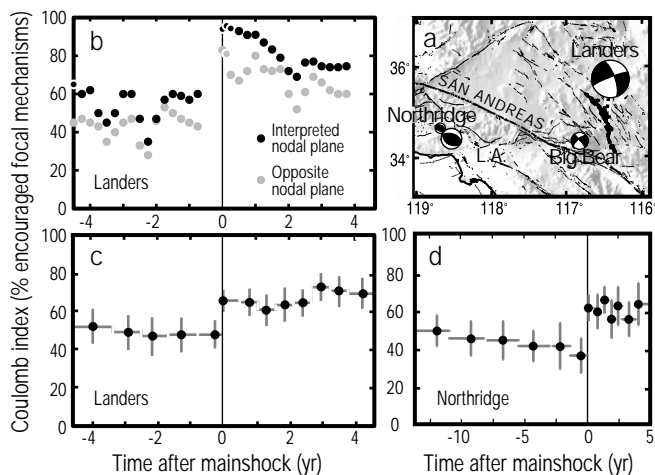 Coulomb index (% encouraged focal mechanisms)
b
100
80
60
40
20
0
Interpreted
nodal plane
Opposite
nodal plane
Landers
-4
-2
0
2
4
a
Landers
36°
SAN ANDREAS
Northridge
L.A.
Big Bear
34°
119°
118°
117°
116°
c
100
80
60
40
20
0
Landers
-4
-2
0
2
4
Time after mainshock (yr)
d
100
80
60
40
20
0
Northridge
-10
-5
0
5
Time after mainshock (yr)